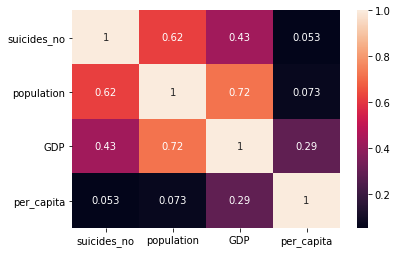 suicides_no 1 0.62 0.43 0.053
population 0.62 1 0.72 0.073
GDP 0.43 0.72 1 0.29
per_capita 0.053 0.073 0.29 1
suicides_no population GDP per_capita
1.0
0.8
0.6
0.4
0.2